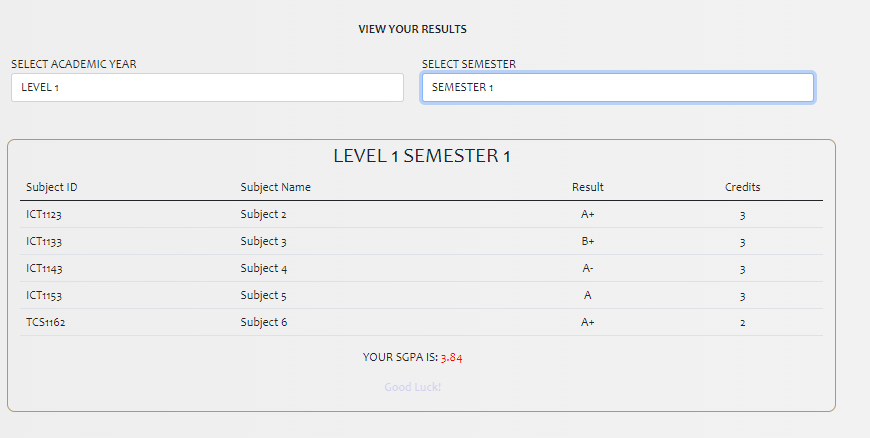 VIEW YOUR RESULTS
SELECT ACADEMIC YEAR SELECT SEMESTER
LEVEL 1 SEMESTER 1
LEVEL 1 SEMESTER 1
Subject ID Subject Name Result Credits
ICT1123 Subject 2 A+ 3
ICT1133 Subject 3 B+ 3
ICT1143 Subject 4 A- 3
ICT1153 Subject 5 A 3
TCS1162 Subject 6 A+ 2
YOUR SGPA IS: 3.84
Good Luck!